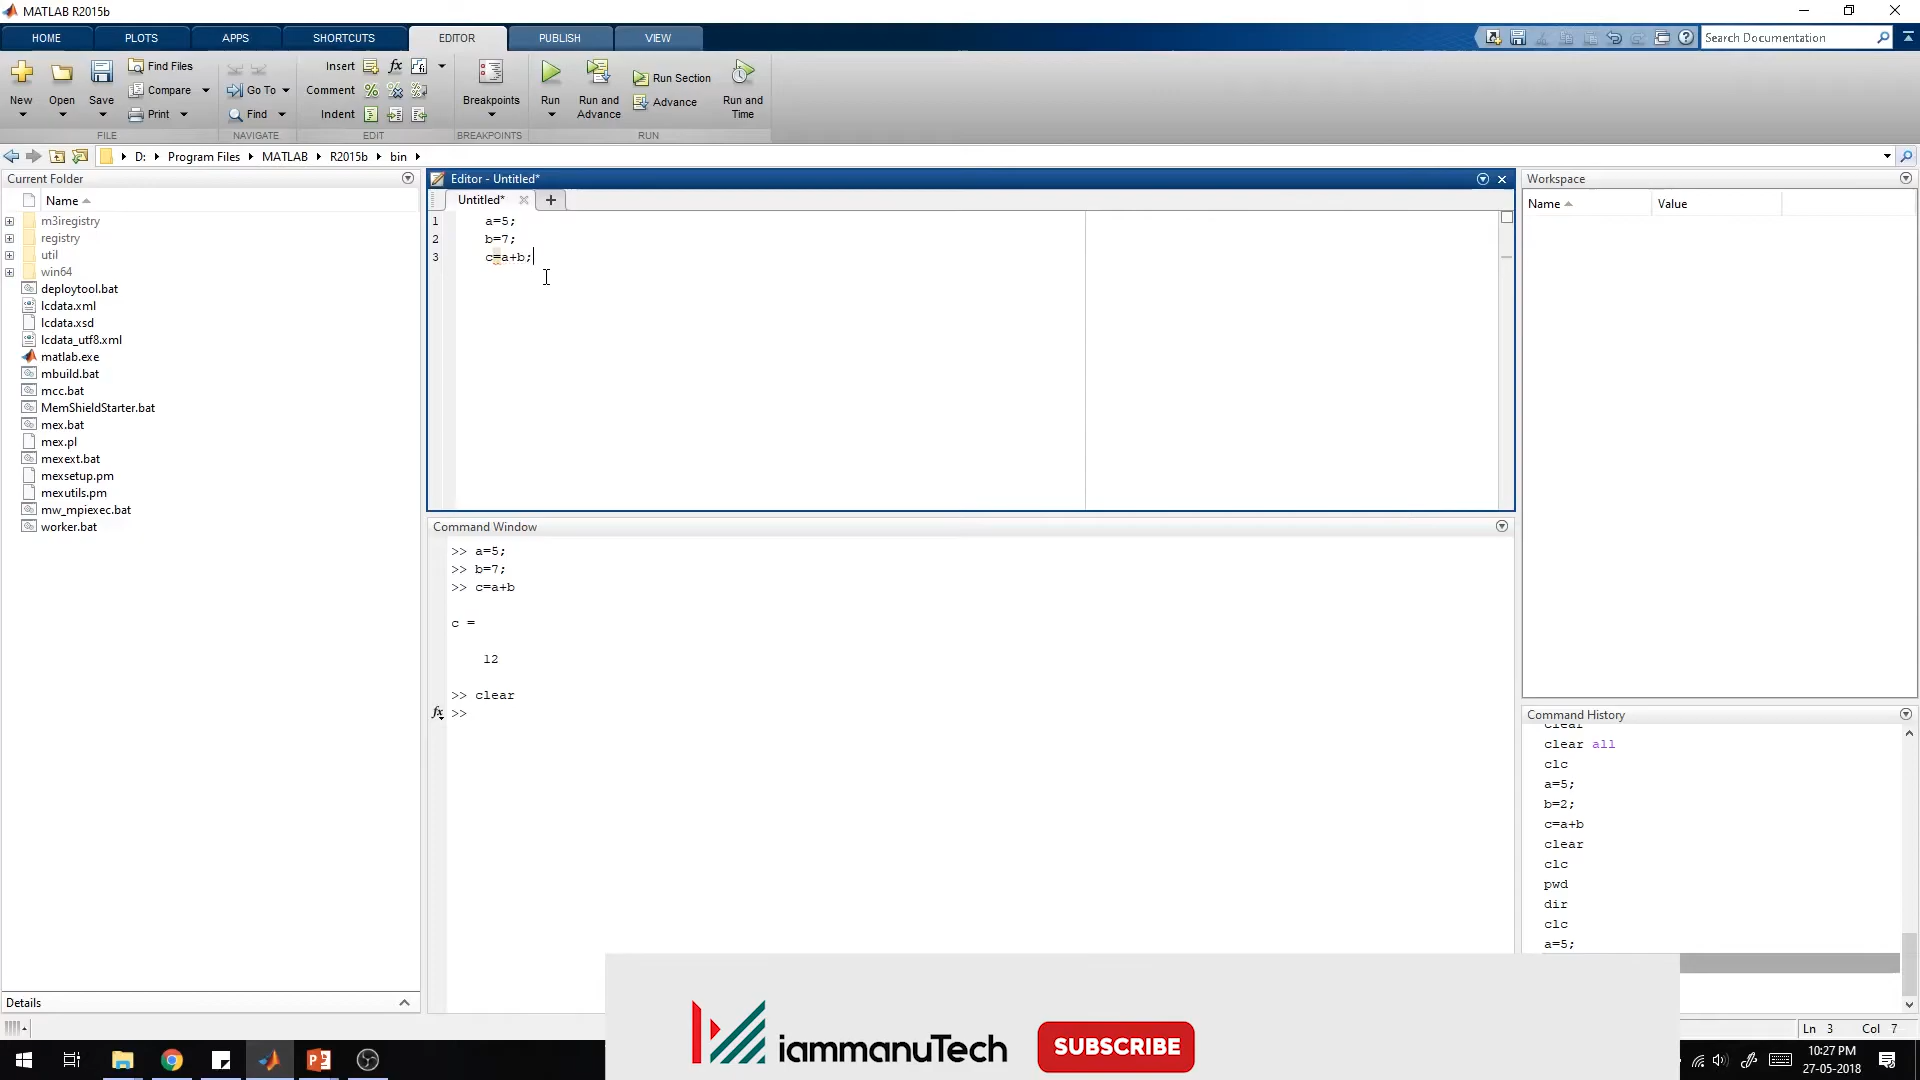 MATLAB R2015b
HOME PLOTS APPS SHORTCUTS EDITOR PUBLISH VIEW
Search Documentation
New Open Save
Find Files
Compare
Print
Go To
Find
Insert
Comment
Indent
Breakpoints
Run
Run and
Advance
Run Section
Advance
Run and
Time
FILE NAVIGATE EDIT BREAKPOINTS RUN
D: Program Files MATLAB R2015b bin
Current Folder
Name
m3iregistry
registry
util
win64
deploytool.bat
lcdata.xml
lcdata.xsd
lcdata_utf8.xml
matlab.exe
mbuild.bat
mcc.bat
MemShieldStarter.bat
mex.bat
mex.pl
mexext.bat
mexsetup.pm
mexutils.pm
mw_mpiexec.bat
worker.bat
Details
Editor - Untitled*
Untitled*
1 a=5;
2 b=7;
3 c=a+b;
Command Window
>> a=5;
>> b=7;
>> c=a+b
c =
12
>> clear
fx >>
Workspace
Name Value
Command History
clear
clear all
clc
a=5;
b=2;
c=a+b
clear
clc
pwd
dir
clc
a=5;
iammanuTech
SUBSCRIBE
Ln 3 Col 7
10:27 PM
27-05-2018